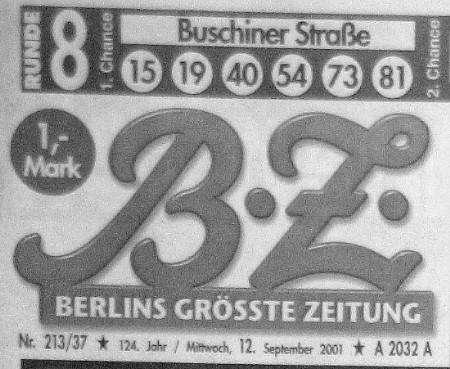 RUNDE 8
1. Chance
Buschiner Straße
15 19 40 54 73 81
2. Chance
1,-
Mark
B·Z·
BERLINS GRÖSSTE ZEITUNG
Nr. 213/37 ★ 124. Jahr / Mittwoch, 12. September 2001 ★ A 2032 A